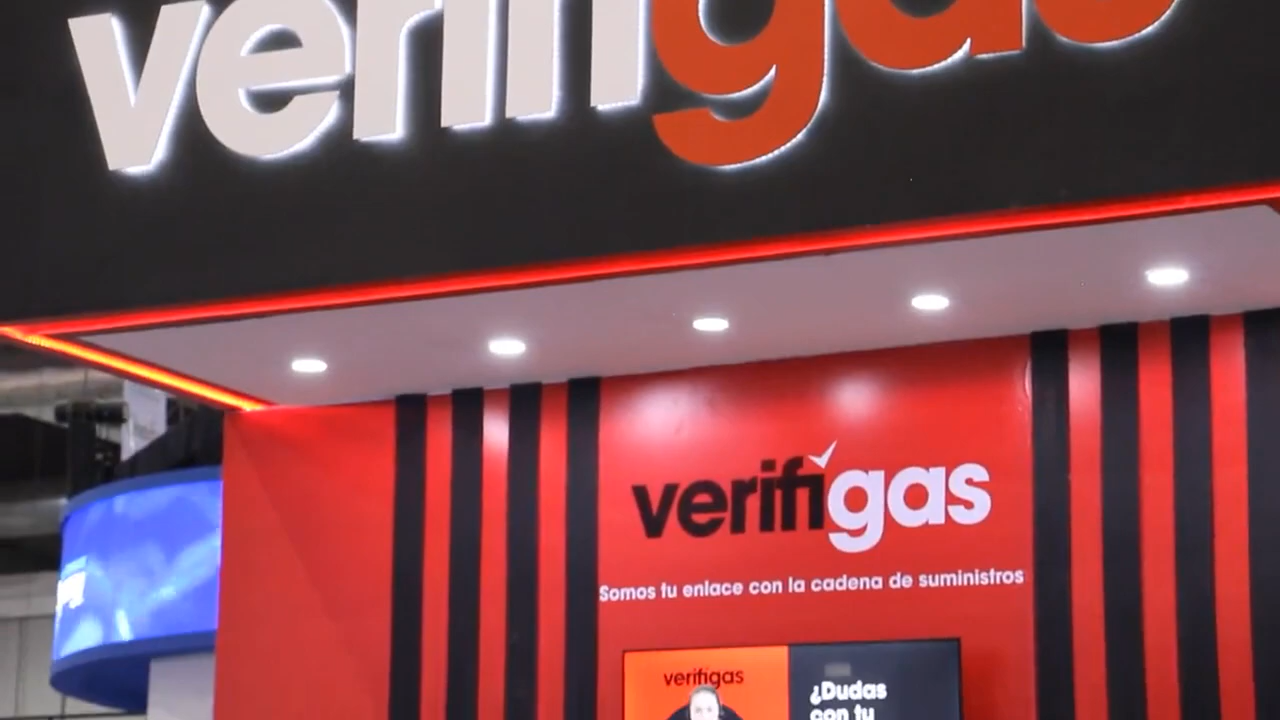 verifigas
verifigas
Somos tu enlace con la cadena de suministros
verifigas
¿Dudas
con tu